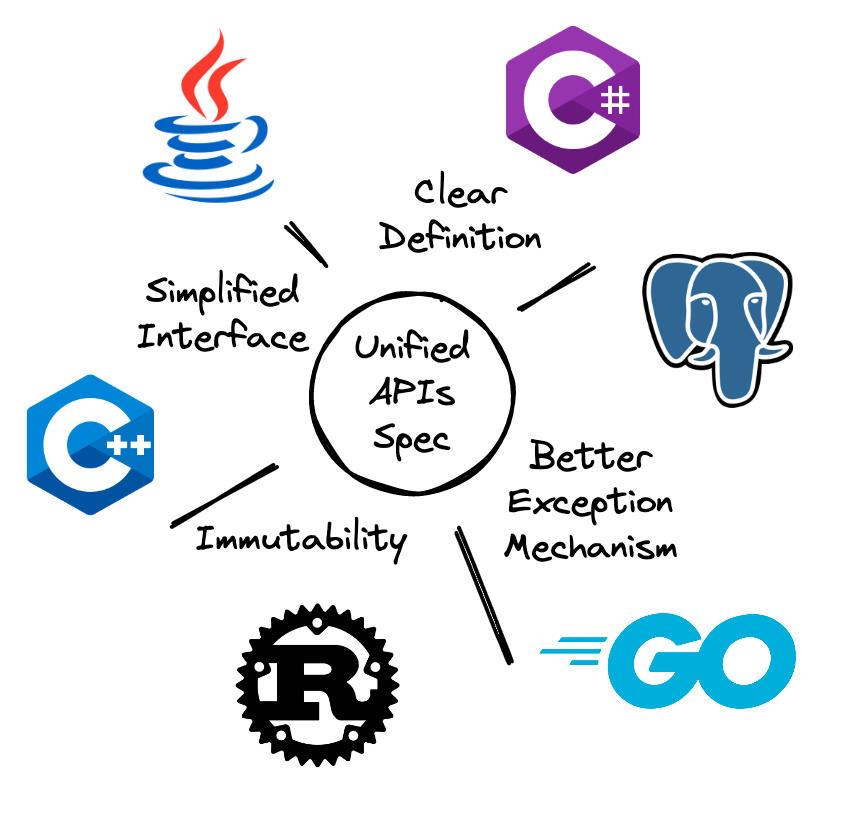 C#
Clear
Definition
Simplified
Interface
Unified
APIs
Spec
C++
Better
Exception
Mechanism
Immutability
R
GO